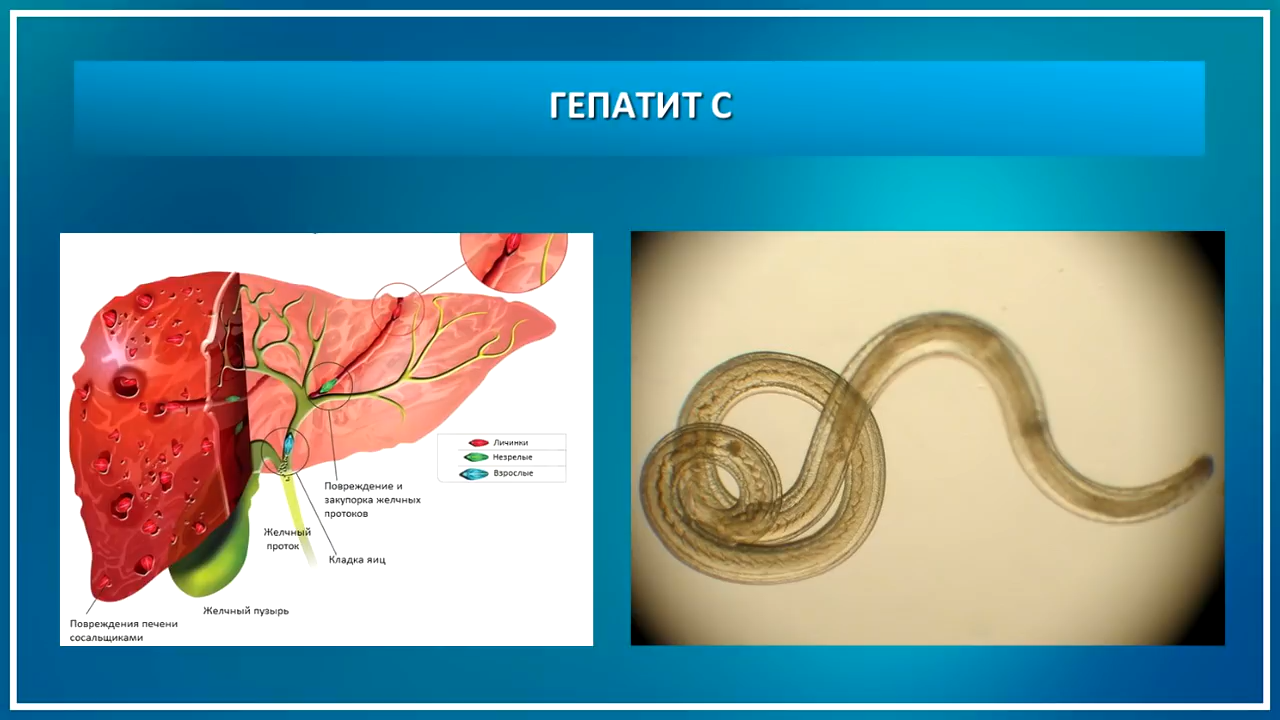 ГЕПАТИТ С
Личинки
Незрелые
Взрослые
Повреждение и
закупорка желчных
протоков
Желчный
проток
Кладка яиц
Желчный пузырь
Повреждения печени
сосальщиками